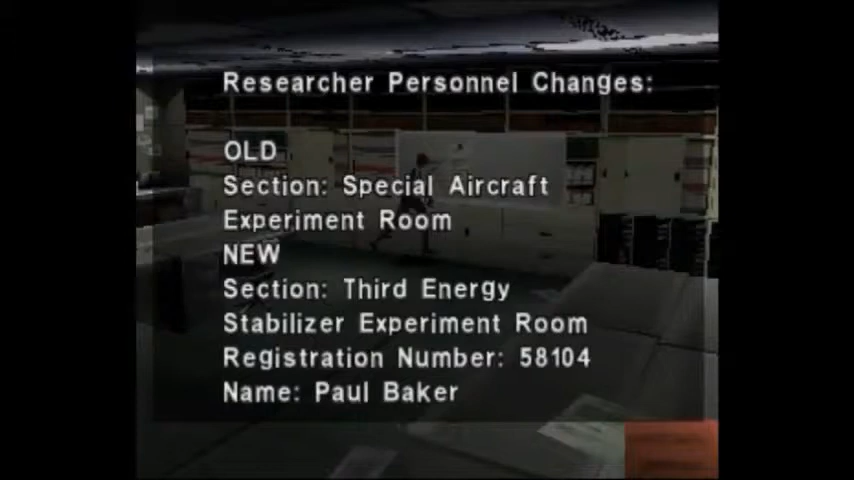 Researcher Personnel Changes:
OLD
Section: Special Aircraft
Experiment Room
NEW
Section: Third Energy
Stabilizer Experiment Room
Registration Number: 58104
Name: Paul Baker